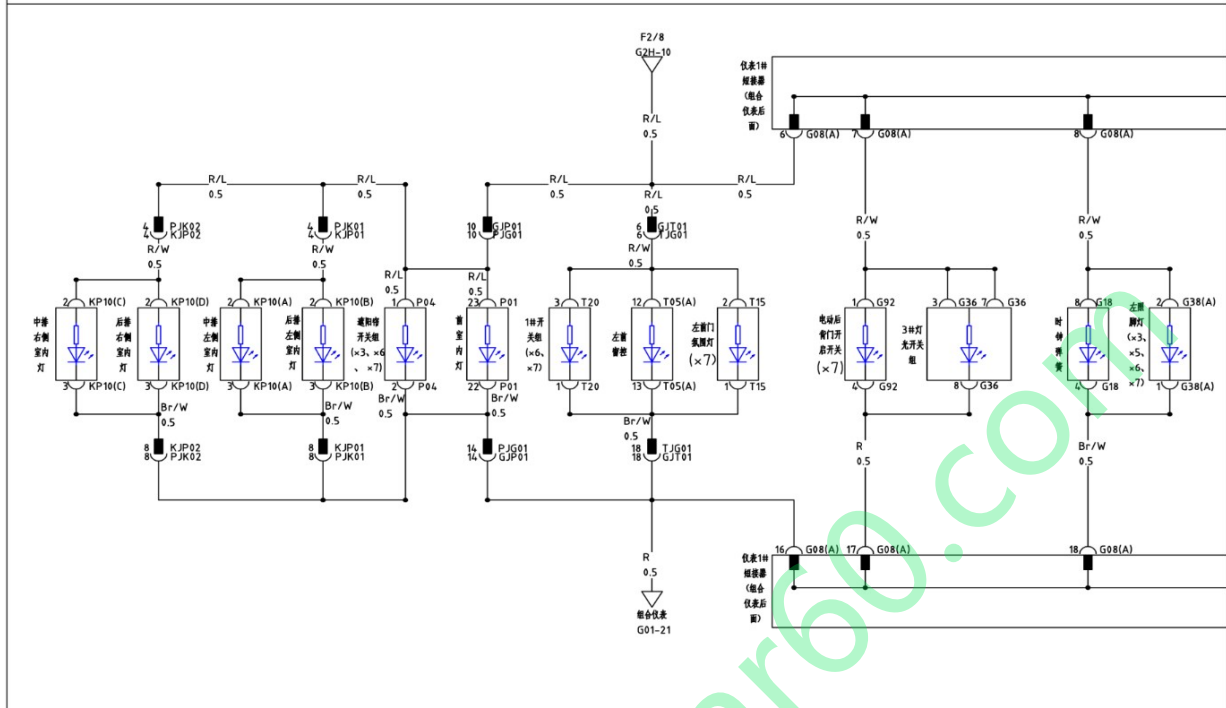 F2/8
G2H-10
R/L
0.5
仪表1#
短接器
(组合
仪表后
面)
6 G08(A)
7 G08(A)
8 G08(A)
R/L
0.5
R/L
0.5
R/L
0.5
R/L
0.5
R/L
0.5
4 PJK02
4 KJP02
4 PJK01
4 KJP01
10 GJP01
10 PJG01
6 GJT01
6 TJG01
R/W
0.5
R/W
0.5
R/W
0.5
R/W
0.5
R/W
0.5
R/L
0.5
R/L
0.5
2 KP10(C)
2 KP10(D)
2 KP10(A)
2 KP10(B)
1 P04
23 P01
3 T20
12 T05(A)
2 T15
1 G92
3 G36
7 G36
8 G18
2 G38(A)
中排
右侧
室内
灯
后排
右侧
室内
灯
中排
左侧
室内
灯
后排
左侧
室内
灯
遮阳帘
开关组
(×3、×6
、 ×7)
前
室
内
灯
1#开
关组
(×6、
×7)
左前
窗控
左前门
氛围灯
(×7)
电动后
背门开
启开关
(×7)
3#灯
光开关
组
时
钟
弹
簧
脚灯
(×3、
×5、
×6、
×7)
3 KP10(C)
3 KP10(D)
3 KP10(A)
3 KP10(B)
2 P04
22 P01
1 T20
13 T05(A)
1 T15
4 G92
8 G36
4 G18
1 G38(A)
Br/W
0.5
Br/W
0.5
Br/W
0.5
Br/W
0.5
Br/W
0.5
8 KJP02
8 PJK02
8 KJP01
8 PJK01
14 PJG01
14 GJP01
18 TJG01
18 GJT01
R
0.5
Br/W
0.5
R
0.5
16 G08(A)
17 G08(A)
18 G08(A)
仪表1#
短接器
(组合
仪表后
面)
组合仪表
G01-21
ar60.com